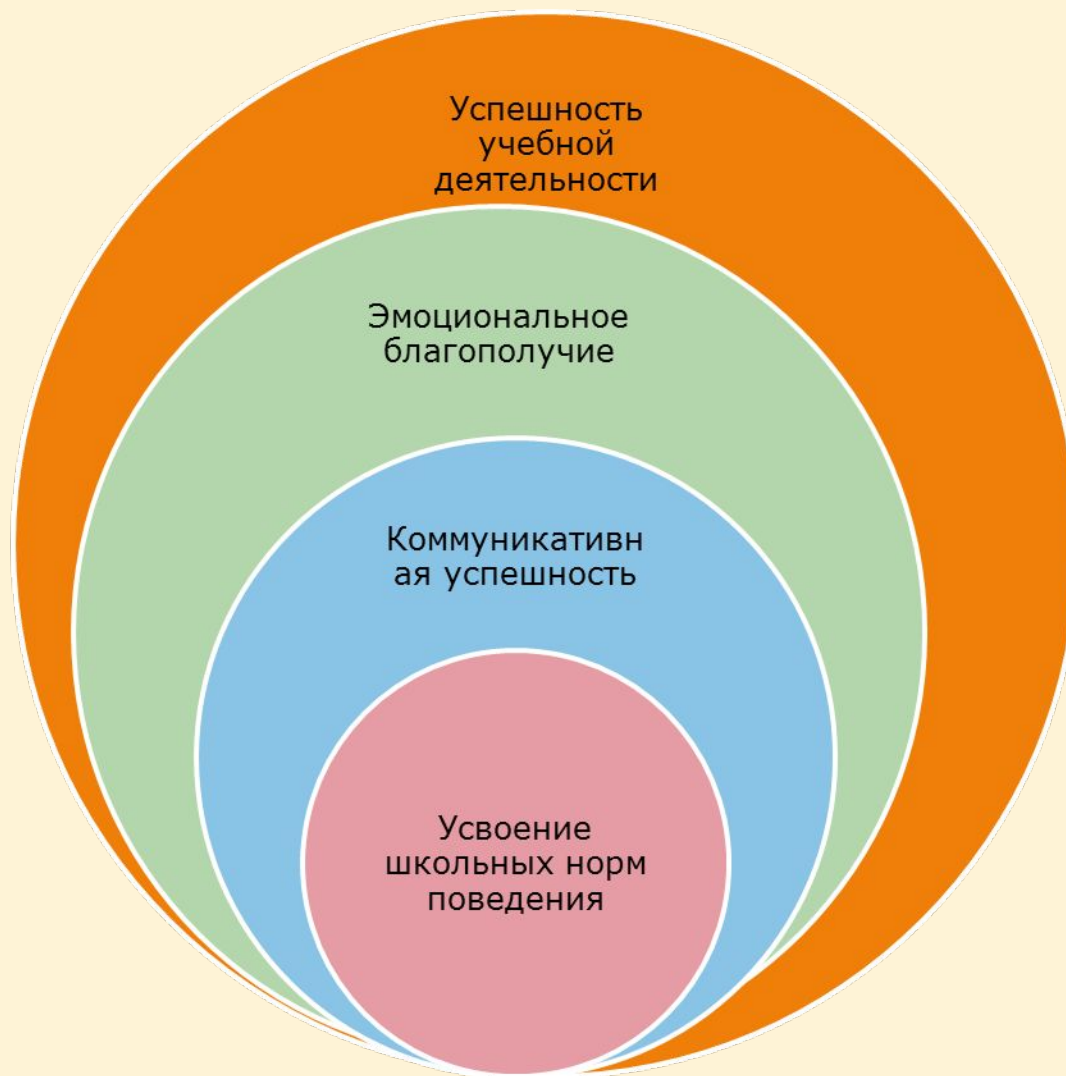 Успешность
учебной
деятельности
Эмоциональное
благополучие
Коммуникативн
ая успешность
Усвоение
школьных норм
поведения